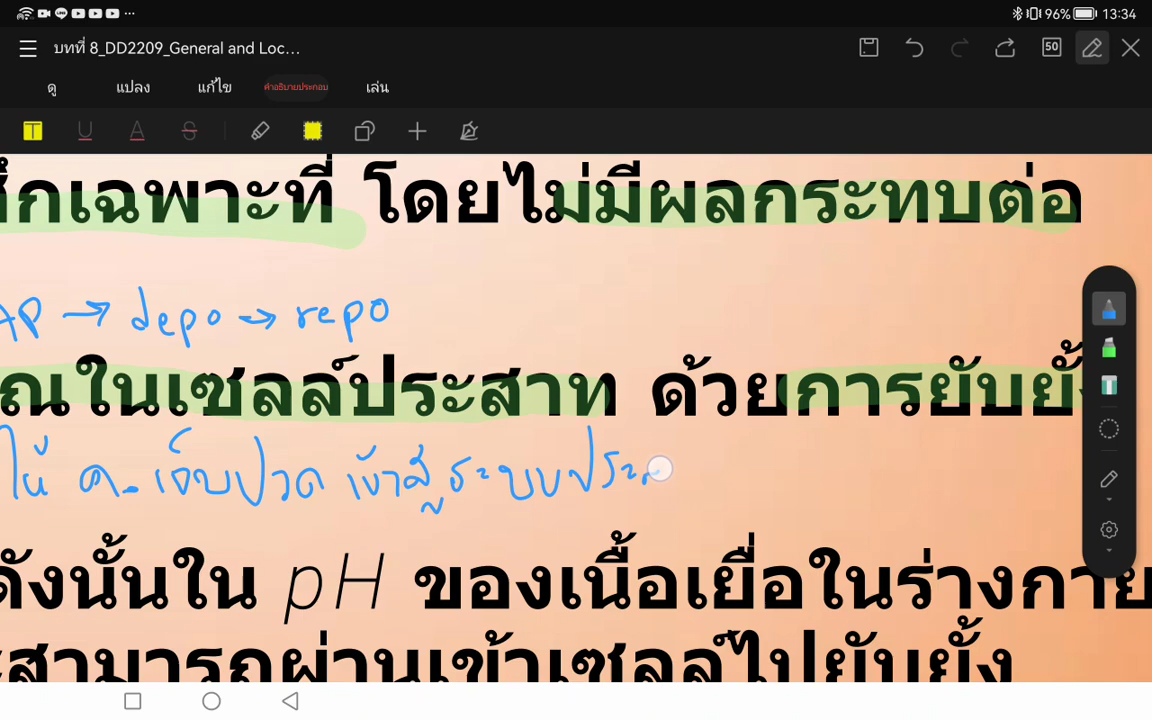 96% 13:34
บทที่ 8_DD2209_General and Loc...
50
ดู แปลง แก้ไข คำอธิบายประกอบ เล่น
T U A S
เฉพาะที่ โดยไม่มีผลกระทบต่อ
AP → depo → repo
ณในเซลล์ประสาท ด้วยการยับยั้ง
ให้ ค. เจ็บปวด เข้าสู่ระบบประ
ดังนั้นใน pH ของเนื้อเยื่อในร่างกาย
ะสามารถผ่านเข้าเซลล์ไปยับยั้ง